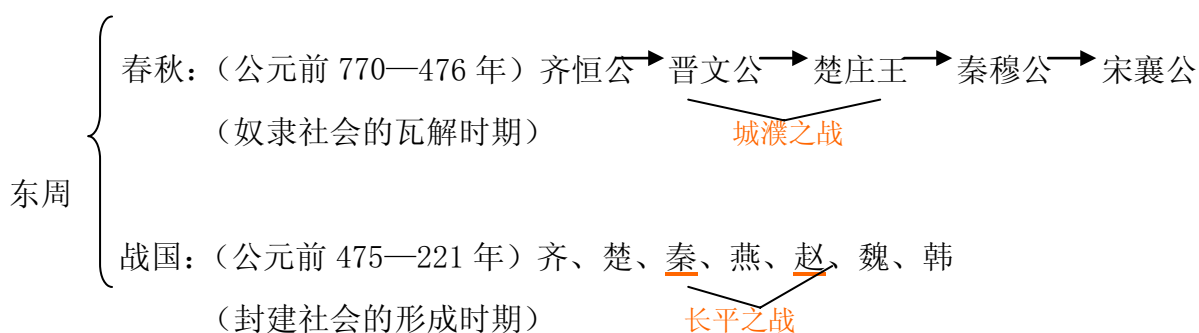 春秋：（公元前 770—476 年）齐恒公 晋文公 楚庄王 秦穆公 宋襄公
（奴隶社会的瓦解时期） 城濮之战
东周
战国：（公元前 475—221 年）齐、楚、秦、燕、赵、魏、韩
（封建社会的形成时期） 长平之战